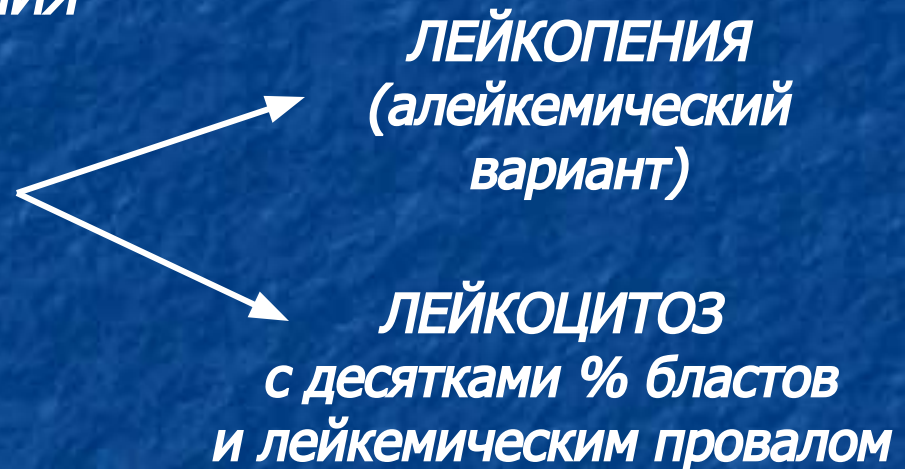 ЛЕЙКОПЕНИЯ
(алейкемический
вариант)
ЛЕЙКОЦИТОЗ
с десятками % бластов
и лейкемическим провалом